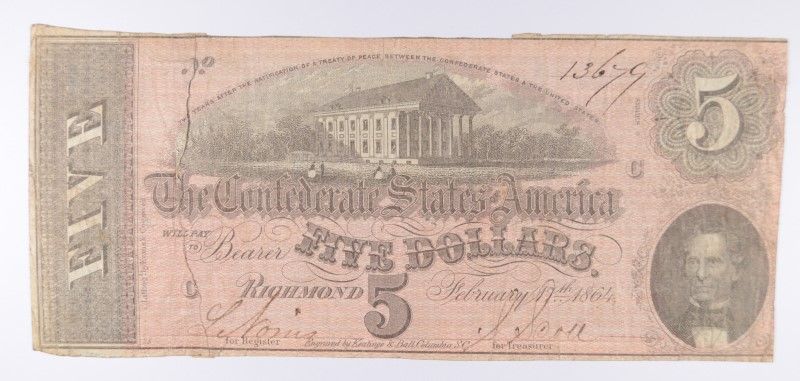 No
13679
TWO YEARS AFTER THE RATIFICATION OF A TREATY OF PEACE BETWEEN THE CONFEDERATE STATES & THE UNITED STATES
FIVE
5
C
The Confederate States of America
WILL PAY
TO
Bearer FIVE DOLLARS.
C
RICHMOND 5 February 17th 1864.
for Register
Engraved by Keatinge & Ball, Columbia, S.C.
for Treasurer